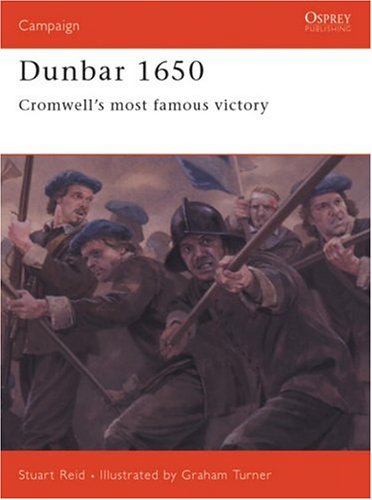 Campaign
OSPREY
PUBLISHING
Dunbar 1650
Cromwell's most famous victory
Stuart Reid • Illustrated by Graham Turner